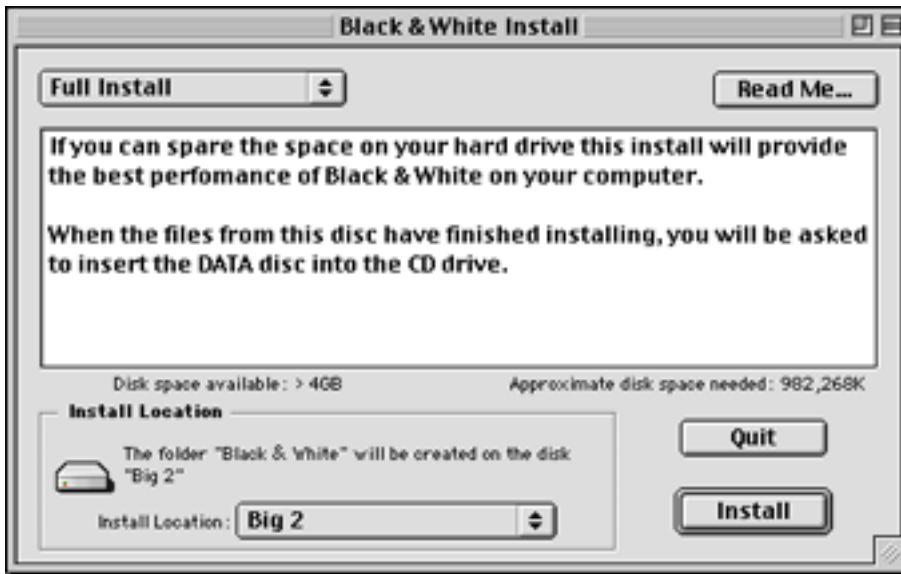 Black & White Install
Full Install
Read Me...
If you can spare the space on your hard drive this install will provide
the best perfomance of Black & White on your computer.
When the files from this disc have finished installing, you will be asked
to insert the DATA disc into the CD drive.
Disk space available: > 4GB
Approximate disk space needed: 982,268K
Install Location
The folder "Black & White" will be created on the disk
"Big 2"
Install Location: Big 2
Quit
Install